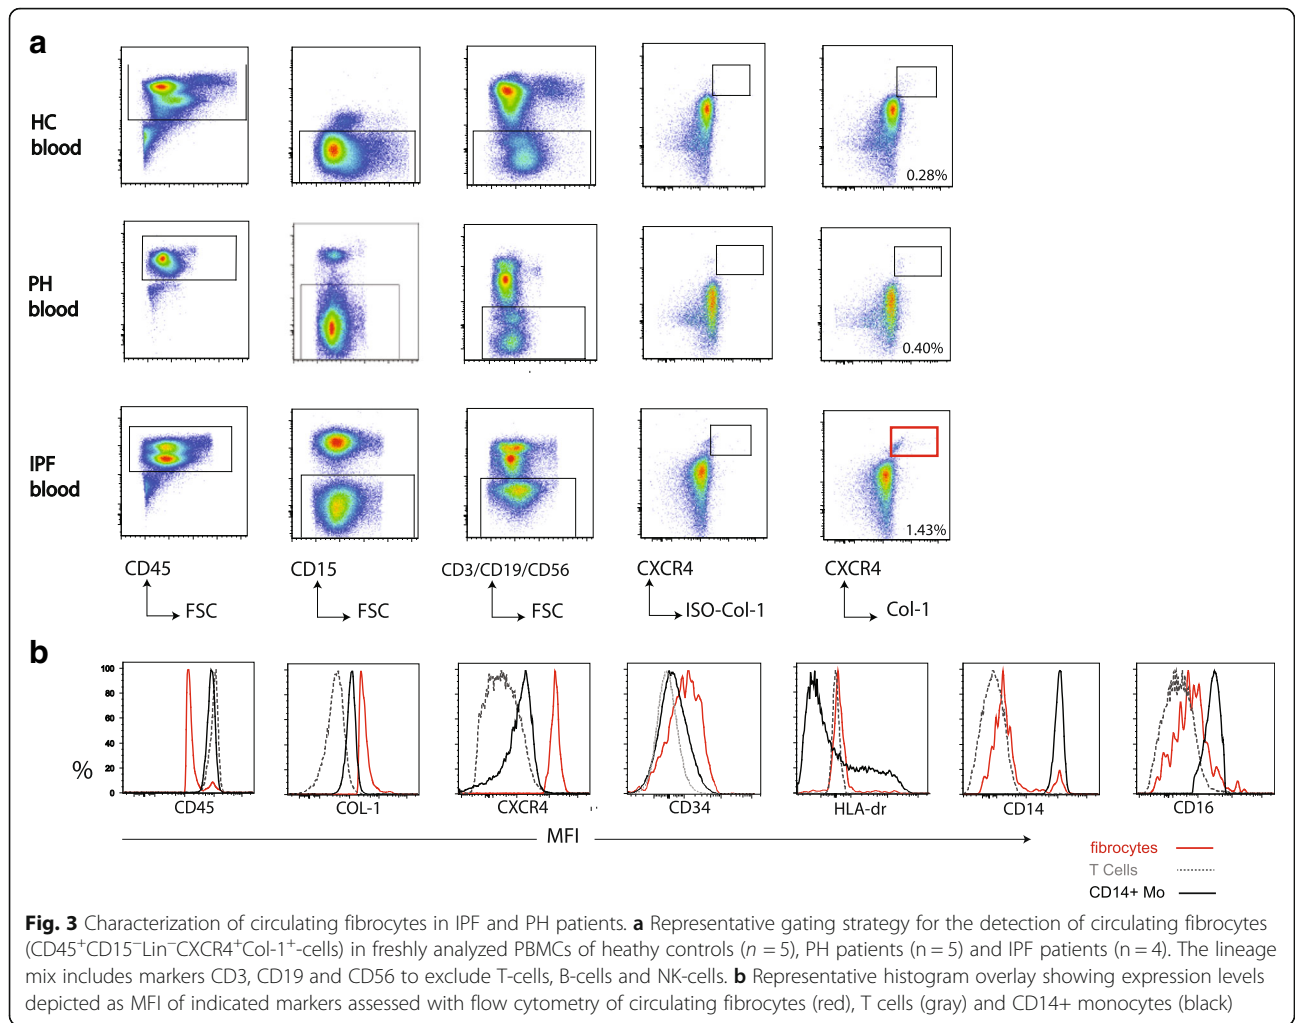 a
HC
blood
0.28%
PH
blood
0.40%
IPF
blood
1.43%
CD45
FSC
CD15
FSC
CD3/CD19/CD56
FSC
CXCR4
ISO-Col-1
CXCR4
Col-1
b
100
80
60
40
20
0
%
CD45
COL-1
CXCR4
CD34
HLA-dr
CD14
CD16
MFI
fibrocytes
T Cells
CD14+ Mo
Fig. 3 Characterization of circulating fibrocytes in IPF and PH patients. a Representative gating strategy for the detection of circulating fibrocytes
(CD45⁺CD15⁻Lin⁻CXCR4⁺Col-1⁺-cells) in freshly analyzed PBMCs of heathy controls (n = 5), PH patients (n = 5) and IPF patients (n = 4). The lineage
mix includes markers CD3, CD19 and CD56 to exclude T-cells, B-cells and NK-cells. b Representative histogram overlay showing expression levels
depicted as MFI of indicated markers assessed with flow cytometry of circulating fibrocytes (red), T cells (gray) and CD14+ monocytes (black)